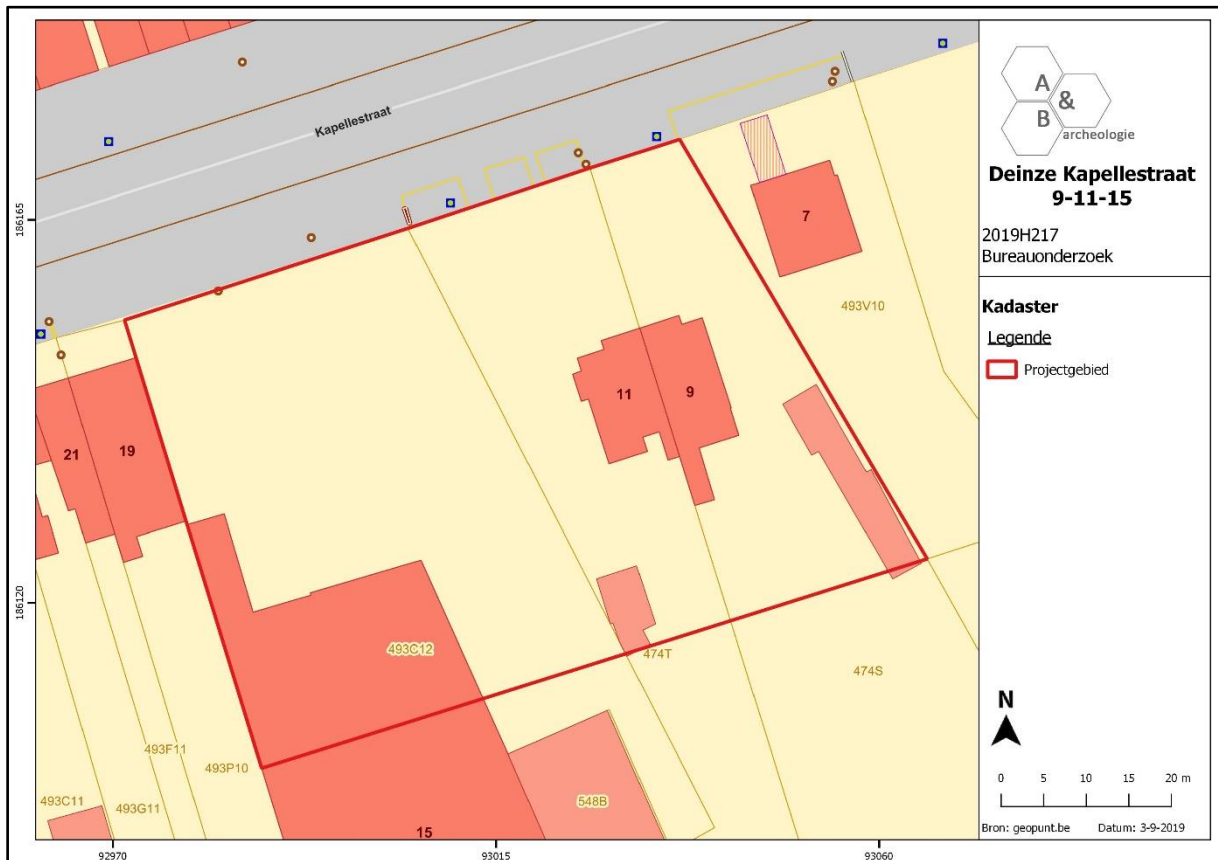 Kapellestraat
186165
186120
7
493V10
11
9
21
19
493C12
474T
474S
493F11
493P10
493C11
493G11
548B
15
92970
93015
93060
A
&
B
archeologie
Deinze Kapellestraat
9-11-15
2019H217
Bureauonderzoek
Kadaster
Legende
Projectgebied
N
0 5 10 15 20 m
Bron: geopunt.be Datum: 3-9-2019